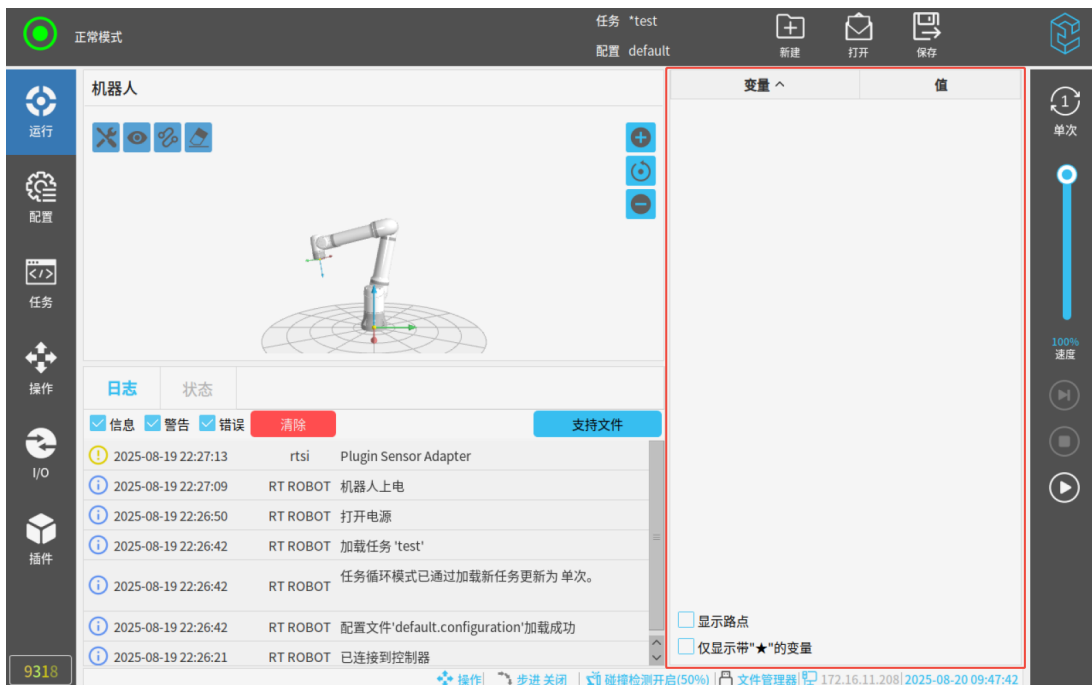 正常模式
任务 *test
配置 default
新建
打开
保存
运行
配置
任务
操作
I/O
插件
9318
机器人
日志 状态
信息 警告 错误 清除 支持文件
2025-08-19 22:27:13 rtsi Plugin Sensor Adapter
2025-08-19 22:27:09 RT ROBOT 机器人上电
2025-08-19 22:26:50 RT ROBOT 打开电源
2025-08-19 22:26:42 RT ROBOT 加载任务 'test'
2025-08-19 22:26:42 RT ROBOT 任务循环模式已通过加载新任务更新为 单次。
2025-08-19 22:26:42 RT ROBOT 配置文件'default.configuration'加载成功
2025-08-19 22:26:21 RT ROBOT 已连接到控制器
变量 值
显示路点
仅显示带"★"的变量
1
单次
100%
速度
操作 步进 关闭 碰撞检测开启(50%) 文件管理器 172.16.11.208 2025-08-20 09:47:42